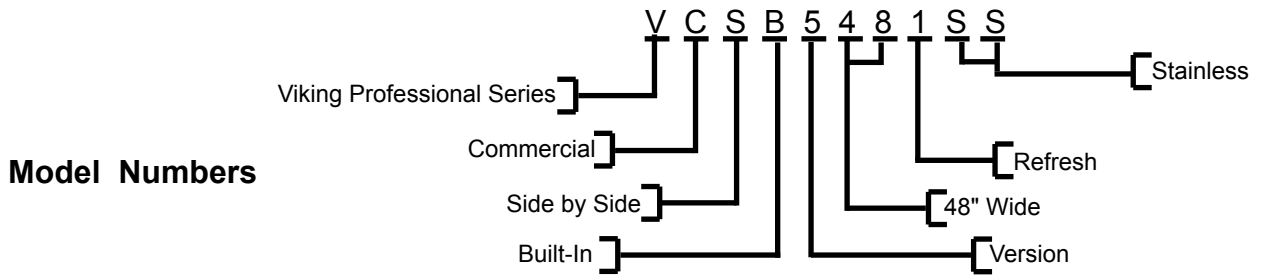 V C S B 5 4 8 1 S S
Stainless
Viking Professional Series
Commercial
Refresh
Model Numbers
Side by Side
48" Wide
Built-In
Version